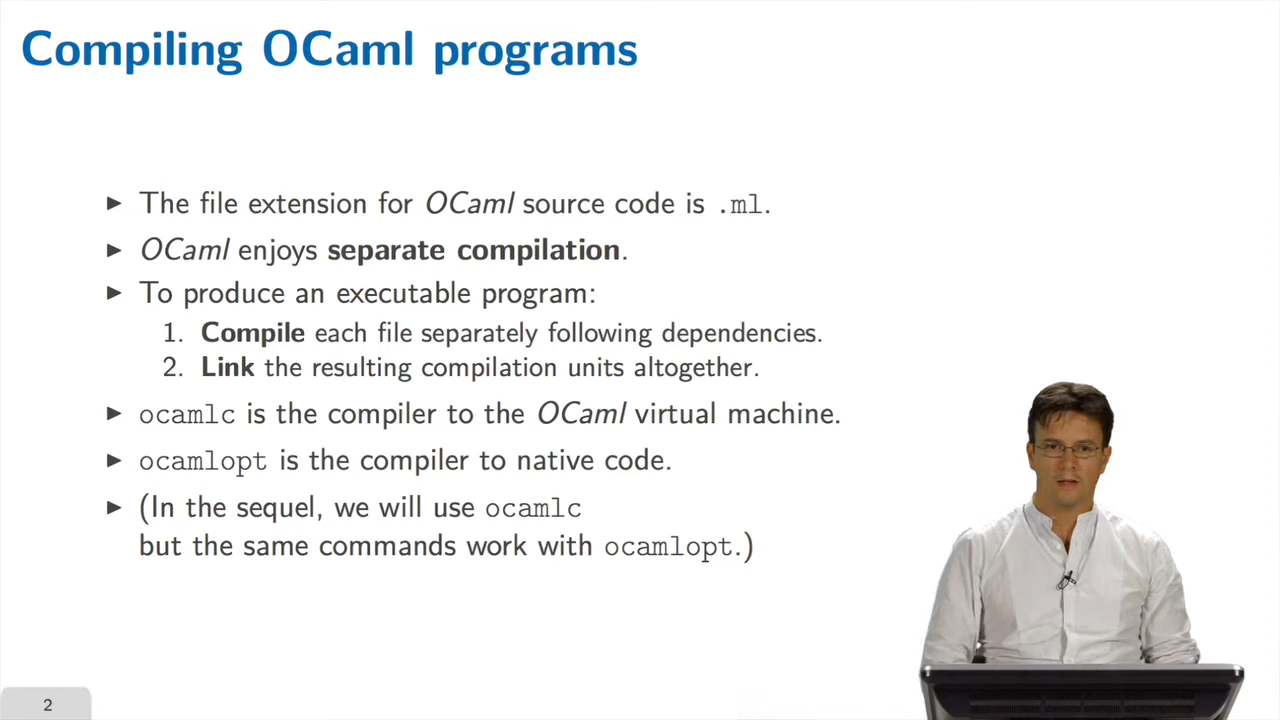 Compiling OCaml programs
▶ The file extension for OCaml source code is .ml.
▶ OCaml enjoys separate compilation.
▶ To produce an executable program:
1. Compile each file separately following dependencies.
2. Link the resulting compilation units altogether.
▶ ocamlc is the compiler to the OCaml virtual machine.
▶ ocamlopt is the compiler to native code.
▶ (In the sequel, we will use ocamlc
but the same commands work with ocamlopt.)
2